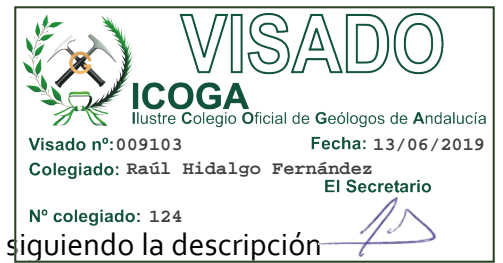 VISADO
ICOGA
Ilustre Colegio Oficial de Geólogos de Andalucía
Visado nº:009103 Fecha: 13/06/2019
Colegiado: Raúl Hidalgo Fernández
El Secretario
Nº colegiado: 124
siguiendo la descripción